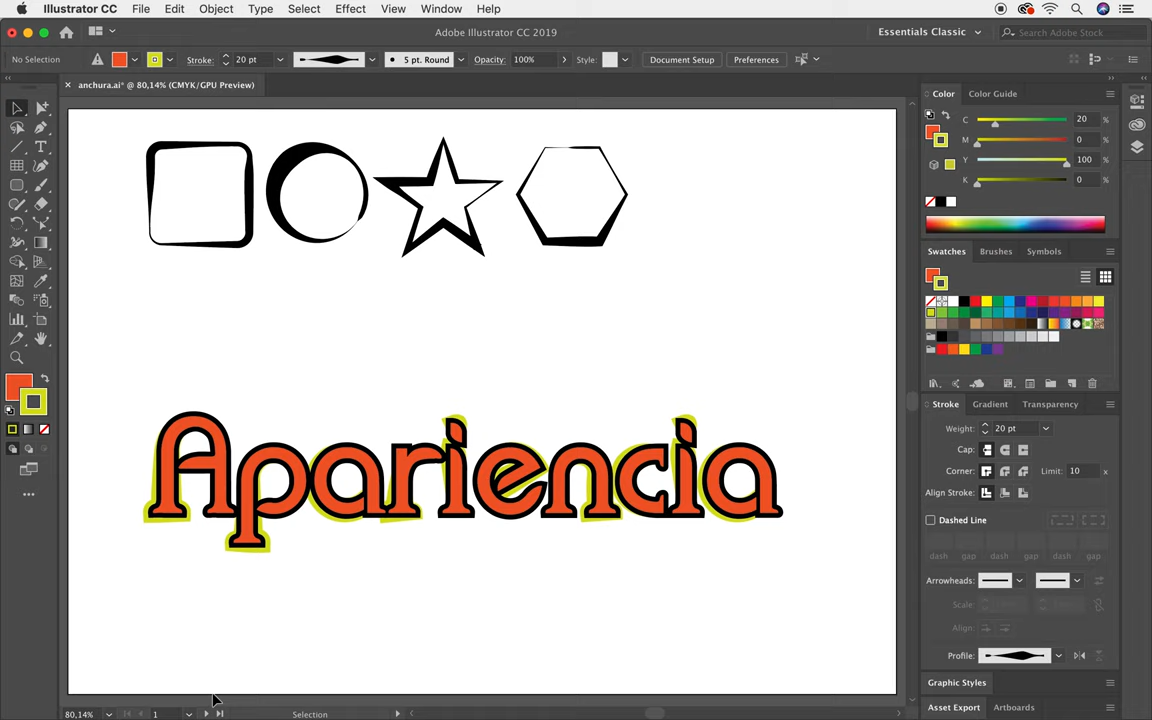 Illustrator CC File Edit Object Type Select Effect View Window Help
Adobe Illustrator CC 2019 Essentials Classic Search Adobe Stock
No Selection Stroke: 20 pt 5 pt. Round Opacity: 100% Style: Document Setup Preferences
anchura.ai* @ 80,14% (CMYK/GPU Preview)
Color Color Guide
C 20 %
M 0 %
Y 100 %
K 0 %
Swatches Brushes Symbols
Stroke Gradient Transparency
Weight: 20 pt
Cap:
Corner: Limit: 10 x
Align Stroke:
Dashed Line
dash gap dash gap dash gap
Arrowheads:
Scale:
Align:
Profile:
Graphic Styles
Asset Export Artboards
Apariencia
80,14% 1 Selection